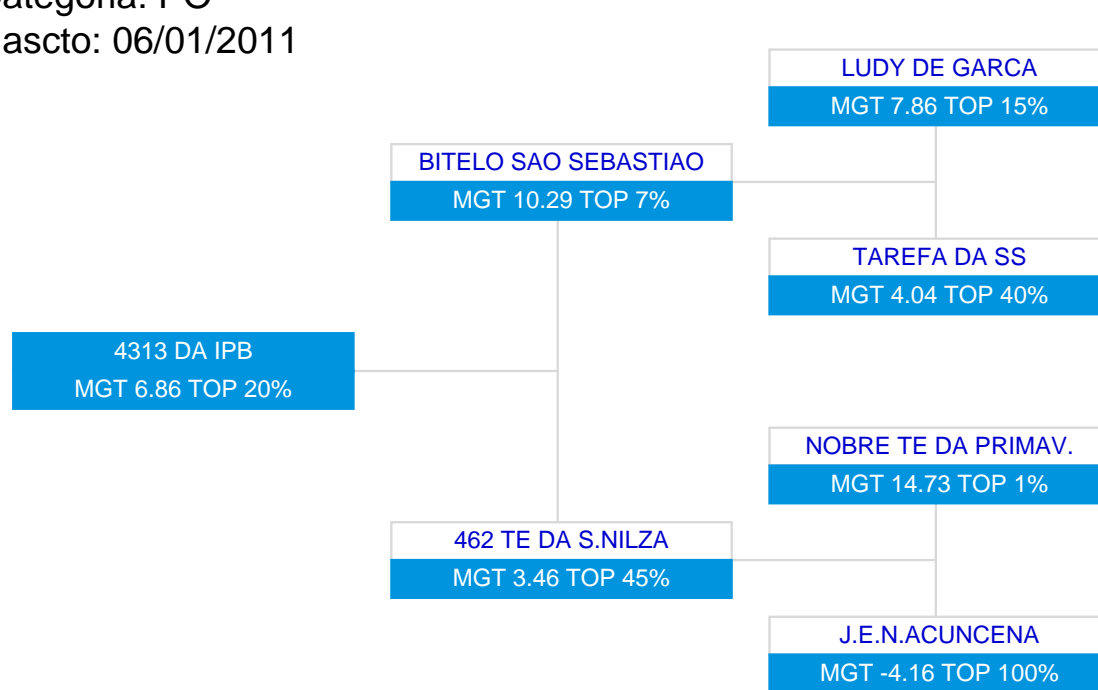 ascto: 06/01/2011
LUDY DE GARCA
MGT 7.86 TOP 15%
BITELO SAO SEBASTIAO
MGT 10.29 TOP 7%
TAREFA DA SS
MGT 4.04 TOP 40%
4313 DA IPB
MGT 6.86 TOP 20%
NOBRE TE DA PRIMAV.
MGT 14.73 TOP 1%
462 TE DA S.NILZA
MGT 3.46 TOP 45%
J.E.N.ACUNCENA
MGT -4.16 TOP 100%